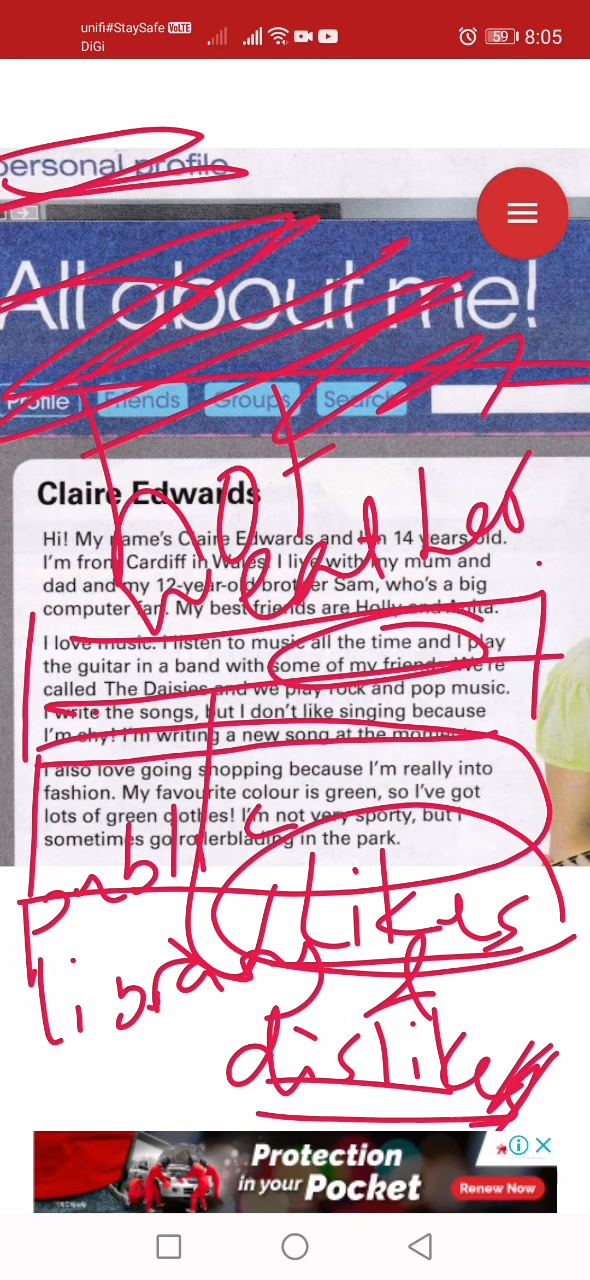 unifi#StaySafe VoLTE
DiGi
59 8:05
personal profile
All about me!
Profile Friends Groups Search
Claire Edwards
Hi! My name's Claire Edwards and I'm 14 years old.
I'm from Cardiff in Wales. I live with my mum and
dad and my 12-year-old brother Sam, who's a big
computer fan. My best friends are Holly and Anita.
I love music. I listen to music all the time and I play
the guitar in a band with some of my friends. We're
called The Daisies and we play rock and pop music.
I write the songs, but I don't like singing because
I'm shy! I'm writing a new song at the moment.
I also love going shopping because I'm really into
fashion. My favourite colour is green, so I've got
lots of green clothes! I'm not very sporty, but I
sometimes go rollerblading in the park.
Likes
library
&
dislikes
Protection
in your Pocket
Renew Now